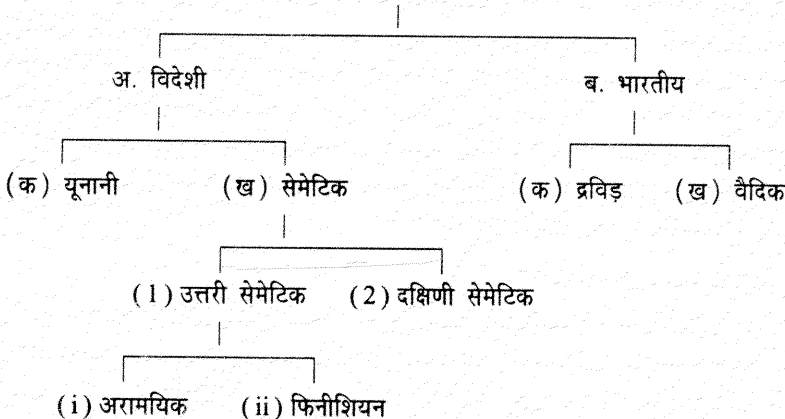 अ. विदेशी ब. भारतीय
(क) यूनानी (ख) सेमेटिक (क) द्रविड़ (ख) वैदिक
(1) उत्तरी सेमेटिक (2) दक्षिणी सेमेटिक
(i) अरामयिक (ii) फिनीशियन